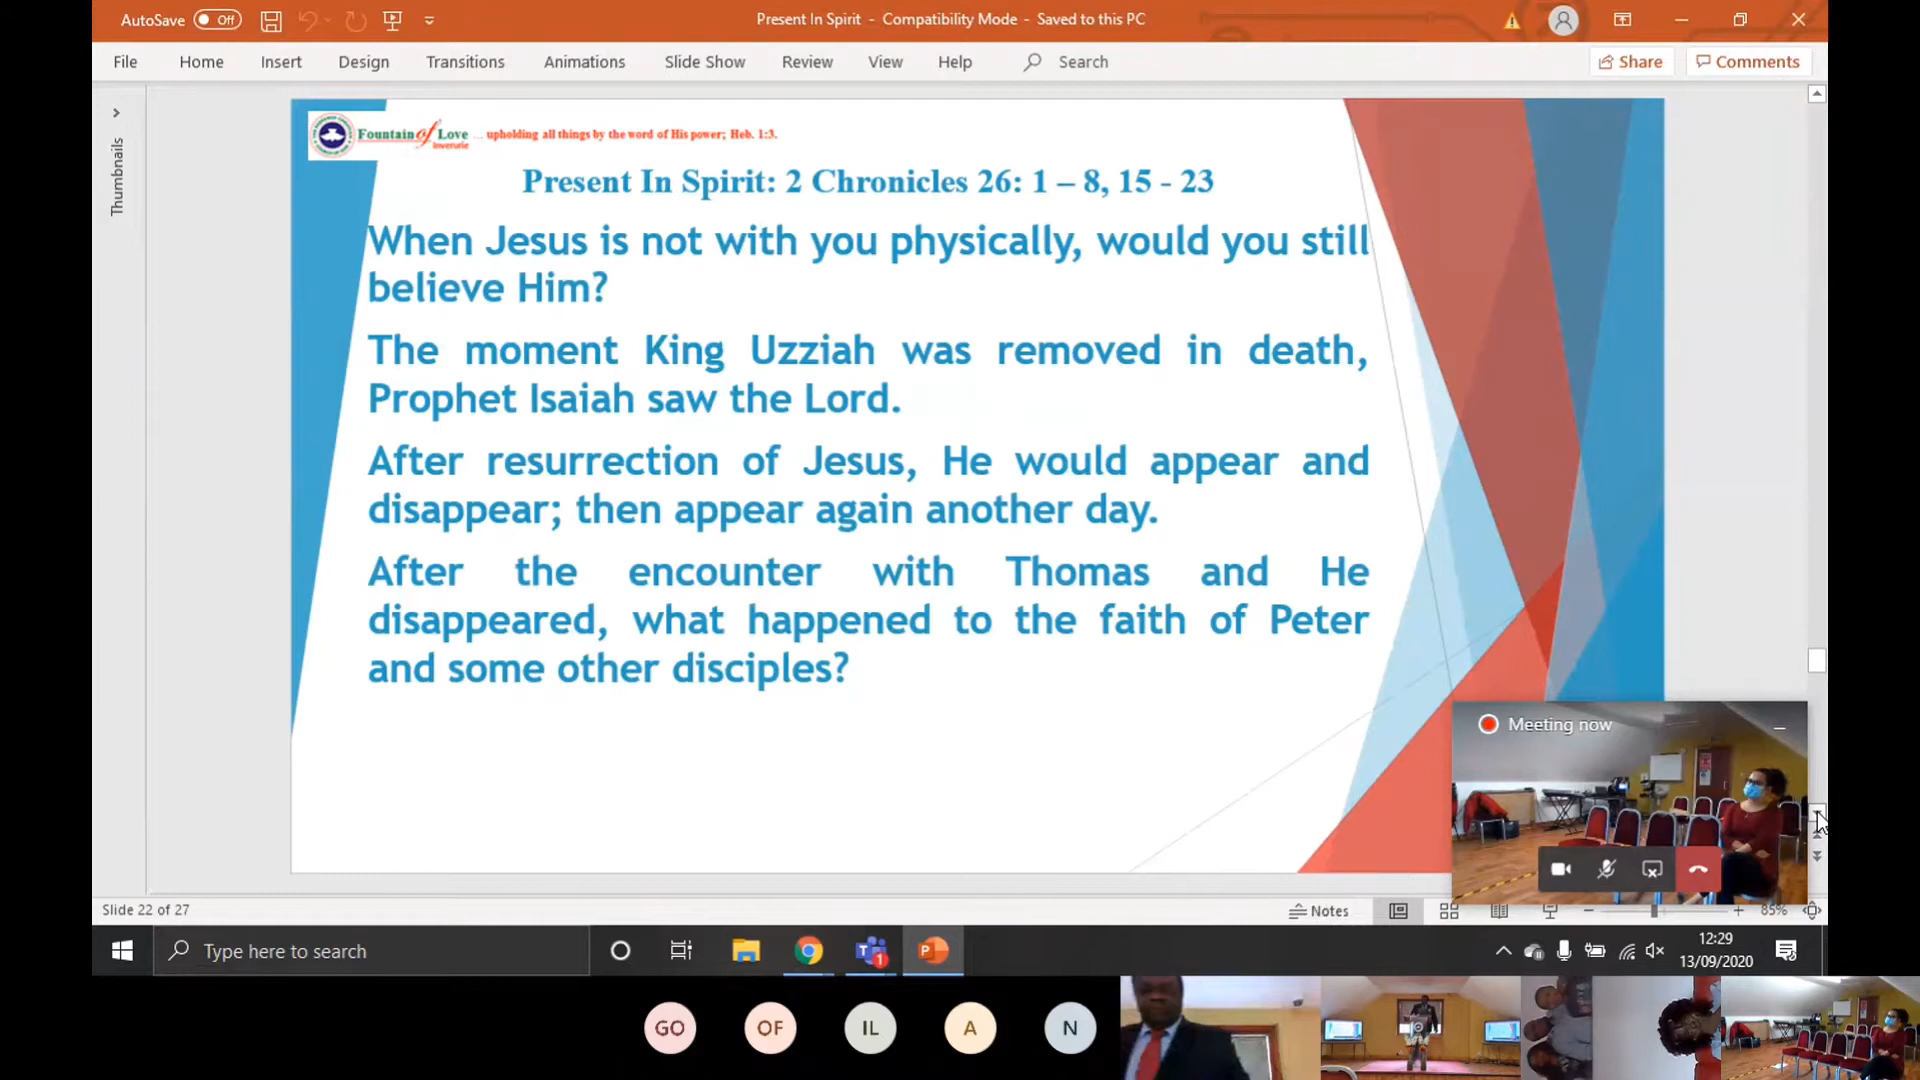 AutoSave Off
Present In Spirit - Compatibility Mode - Saved to this PC
File Home Insert Design Transitions Animations Slide Show Review View Help Search Share Comments
Thumbnails
Fountain of Love ... upholding all things by the word of His power; Heb. 1:3.
Present In Spirit: 2 Chronicles 26: 1 – 8, 15 - 23
When Jesus is not with you physically, would you still
believe Him?
The moment King Uzziah was removed in death,
Prophet Isaiah saw the Lord.
After resurrection of Jesus, He would appear and
disappear; then appear again another day.
After the encounter with Thomas and He
disappeared, what happened to the faith of Peter
and some other disciples?
Meeting now
Slide 22 of 27
Notes
85%
Type here to search
1
12:29
13/09/2020
GO OF IL A N